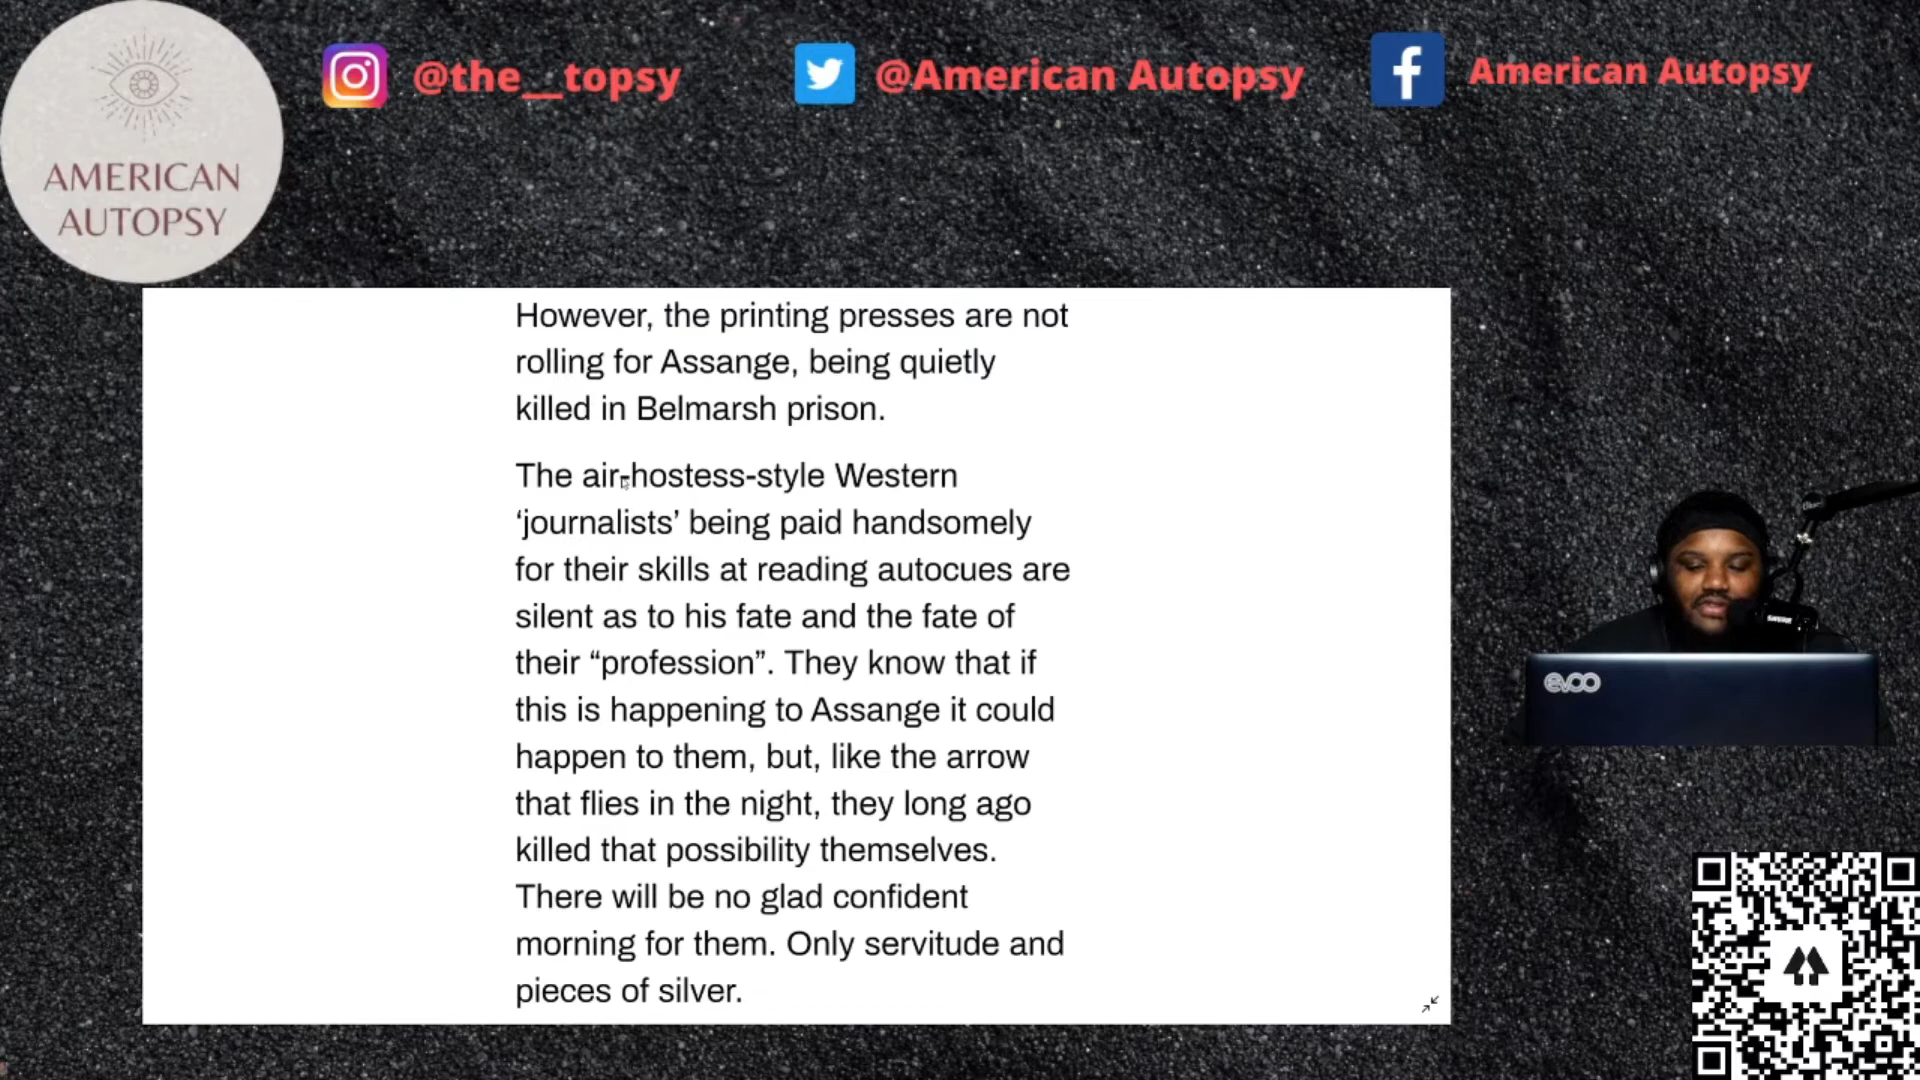 @the__topsy
@American Autopsy
American Autopsy
AMERICAN
AUTOPSY
However, the printing presses are not
rolling for Assange, being quietly
killed in Belmarsh prison.
The air-hostess-style Western
‘journalists’ being paid handsomely
for their skills at reading autocues are
silent as to his fate and the fate of
their “profession”. They know that if
this is happening to Assange it could
happen to them, but, like the arrow
that flies in the night, they long ago
killed that possibility themselves.
There will be no glad confident
morning for them. Only servitude and
pieces of silver.
SHURE
evoo